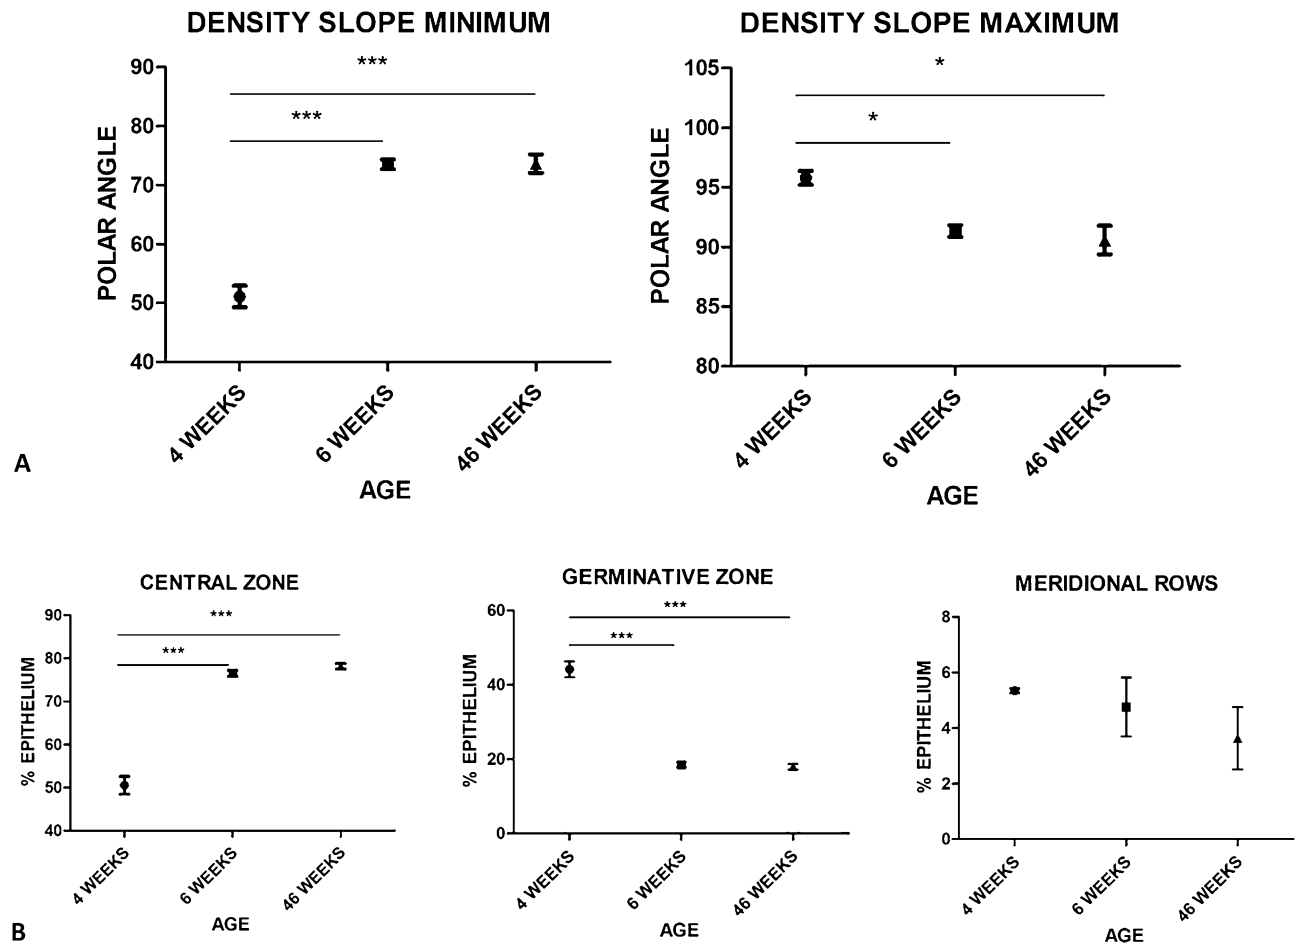 DENSITY SLOPE MINIMUM
90
80
70
60
50
40
POLAR ANGLE
***
***
4 WEEKS
6 WEEKS
46 WEEKS
AGE
DENSITY SLOPE MAXIMUM
105
100
95
90
85
80
POLAR ANGLE
*
*
4 WEEKS
6 WEEKS
46 WEEKS
AGE
A
CENTRAL ZONE
90
80
70
60
50
40
% EPITHELIUM
***
***
4 WEEKS
6 WEEKS
46 WEEKS
AGE
GERMINATIVE ZONE
60
40
20
0
% EPITHELIUM
***
***
4 WEEKS
6 WEEKS
46 WEEKS
AGE
MERIDIONAL ROWS
8
6
4
2
0
% EPITHELIUM
4 WEEKS
6 WEEKS
46 WEEKS
AGE
B